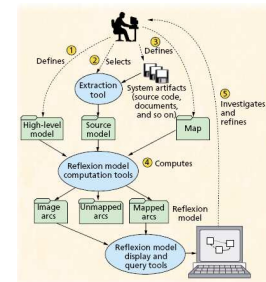 1
Defines
2
Selects
3
Defines
Extraction
tool
System artifacts
(source code,
documents,
and so on)
5
Investigates
and
refines
High-level
model
Source
model
Map
Reflexion model
computation tools
4 Computes
Image
arcs
Unmapped
arcs
Mapped
arcs
Reflexion
model
Reflexion model
display and
query tools